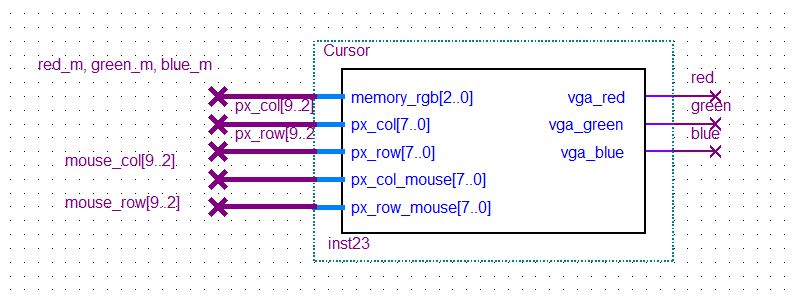 Cursor
red_m, green_m, blue_m
memory_rgb[2..0]
vga_red
red
px_col[9..2]
px_col[7..0]
vga_green
green
px_row[9..2
px_row[7..0]
vga_blue
blue
mouse_col[9..2]
px_col_mouse[7..0]
mouse_row[9..2]
px_row_mouse[7..0]
inst23